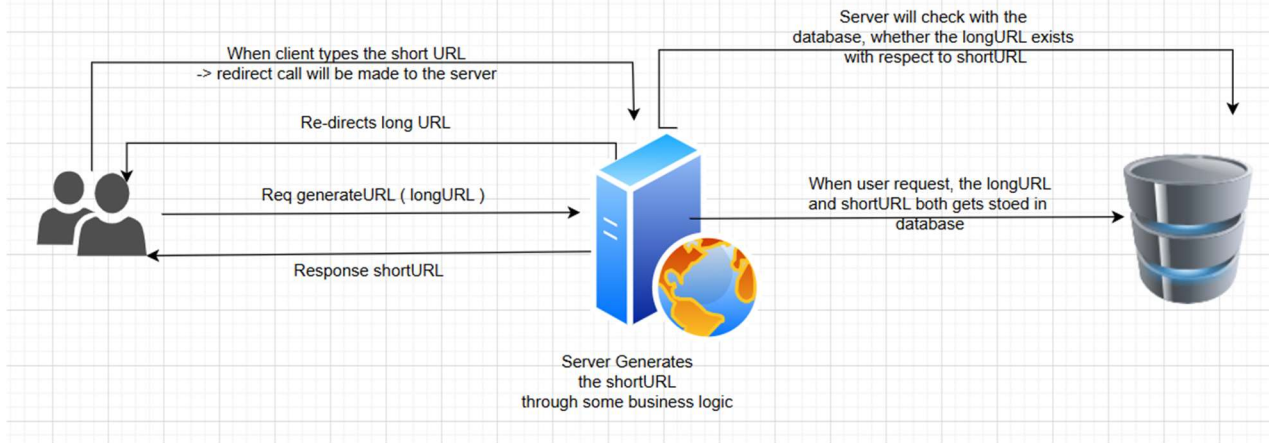 When client types the short URL
-> redirect call will be made to the server
Server will check with the
database, whether the longURL exists
with respect to shortURL
Re-directs long URL
Req generateURL ( longURL )
Response shortURL
When user request, the longURL
and shortURL both gets stoed in
database
Server Generates
the shortURL
through some business logic